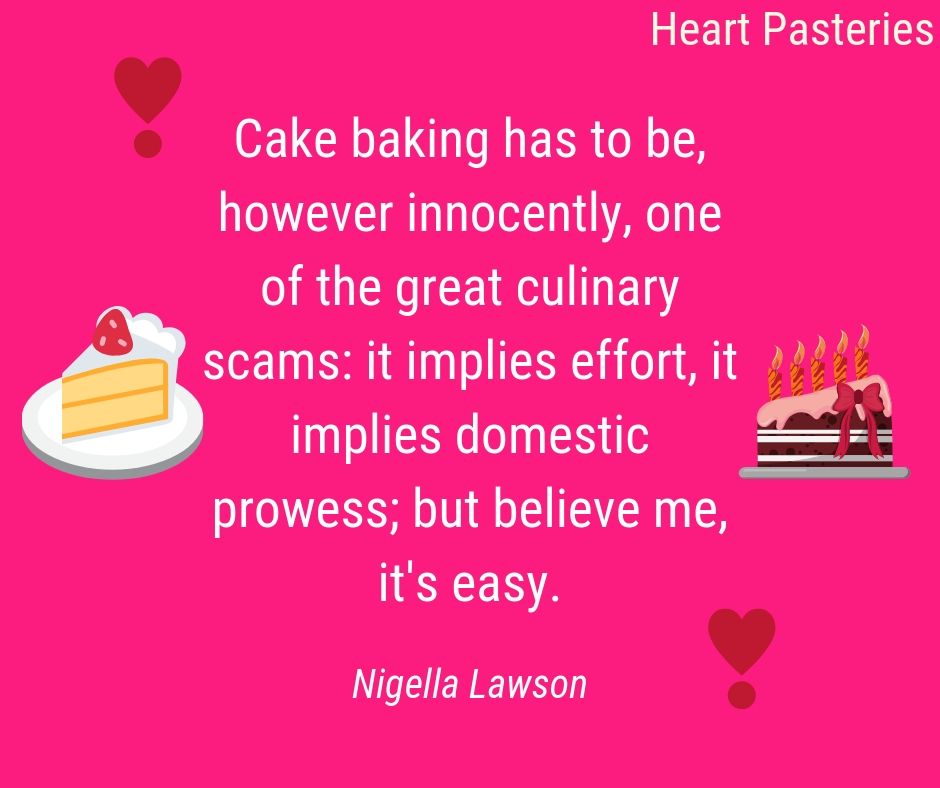 Heart Pasteries
Cake baking has to be,
however innocently, one
of the great culinary
scams: it implies effort, it
implies domestic
prowess; but believe me,
it's easy.
Nigella Lawson